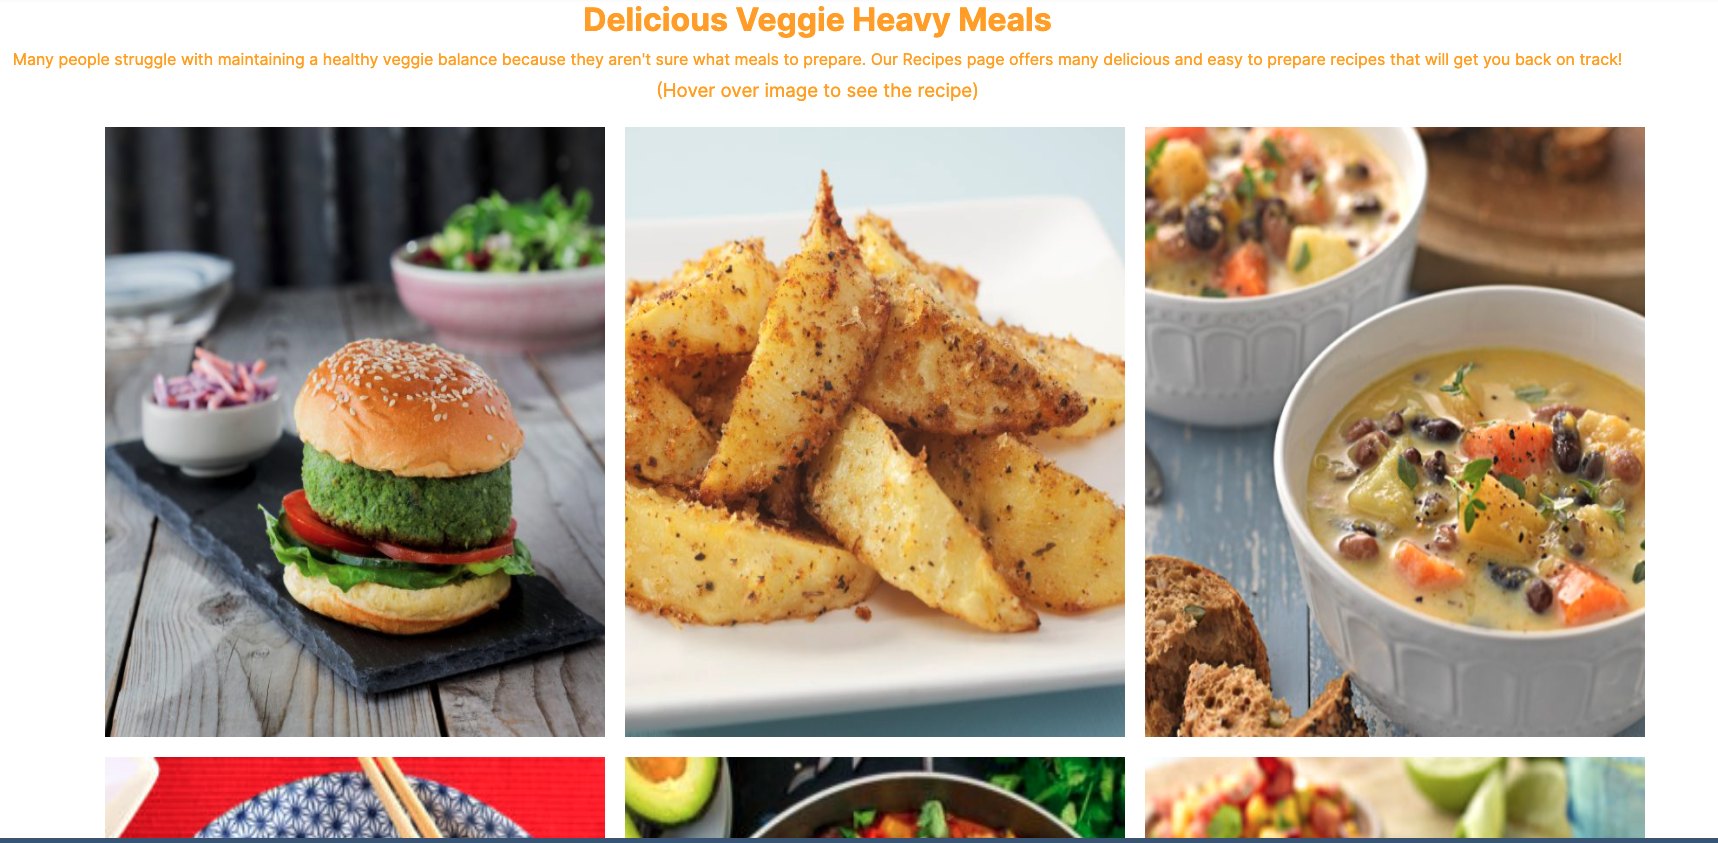 Delicious Veggie Heavy Meals
Many people struggle with maintaining a healthy veggie balance because they aren't sure what meals to prepare. Our Recipes page offers many delicious and easy to prepare recipes that will get you back on track!
(Hover over image to see the recipe)